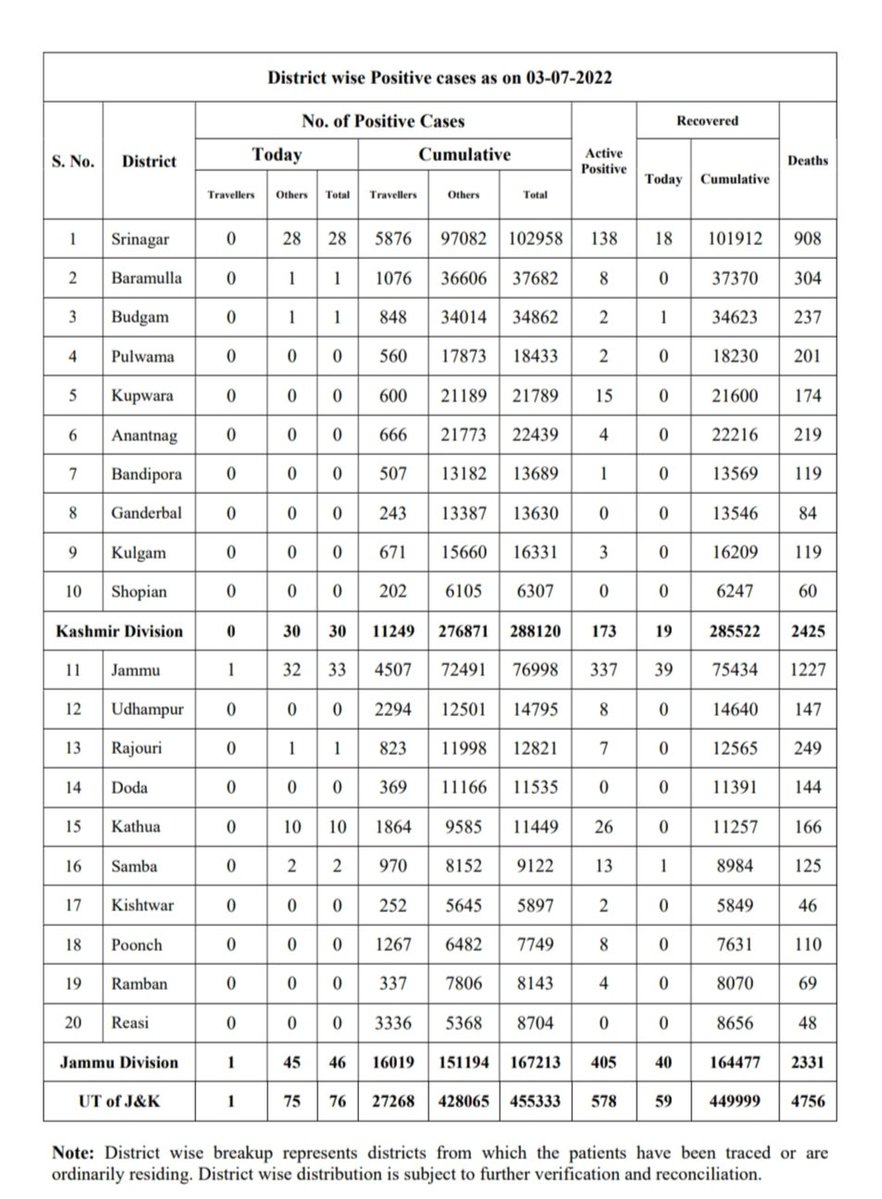 District wise Positive cases as on 03-07-2022
S. No. District No. of Positive Cases Active Positive Recovered Deaths
Today Cumulative Today Cumulative
Travellers Others Total Travellers Others Total
1 Srinagar 0 28 28 5876 97082 102958 138 18 101912 908
2 Baramulla 0 1 1 1076 36606 37682 8 0 37370 304
3 Budgam 0 1 1 848 34014 34862 2 1 34623 237
4 Pulwama 0 0 0 560 17873 18433 2 0 18230 201
5 Kupwara 0 0 0 600 21189 21789 15 0 21600 174
6 Anantnag 0 0 0 666 21773 22439 4 0 22216 219
7 Bandipora 0 0 0 507 13182 13689 1 0 13569 119
8 Ganderbal 0 0 0 243 13387 13630 0 0 13546 84
9 Kulgam 0 0 0 671 15660 16331 3 0 16209 119
10 Shopian 0 0 0 202 6105 6307 0 0 6247 60
Kashmir Division 0 30 30 11249 276871 288120 173 19 285522 2425
11 Jammu 1 32 33 4507 72491 76998 337 39 75434 1227
12 Udhampur 0 0 0 2294 12501 14795 8 0 14640 147
13 Rajouri 0 1 1 823 11998 12821 7 0 12565 249
14 Doda 0 0 0 369 11166 11535 0 0 11391 144
15 Kathua 0 10 10 1864 9585 11449 26 0 11257 166
16 Samba 0 2 2 970 8152 9122 13 1 8984 125
17 Kishtwar 0 0 0 252 5645 5897 2 0 5849 46
18 Poonch 0 0 0 1267 6482 7749 8 0 7631 110
19 Ramban 0 0 0 337 7806 8143 4 0 8070 69
20 Reasi 0 0 0 3336 5368 8704 0 0 8656 48
Jammu Division 1 45 46 16019 151194 167213 405 40 164477 2331
UT of J&K 1 75 76 27268 428065 455333 578 59 449999 4756
Note: District wise breakup represents districts from which the patients have been traced or are
ordinarily residing. District wise distribution is subject to further verification and reconciliation.